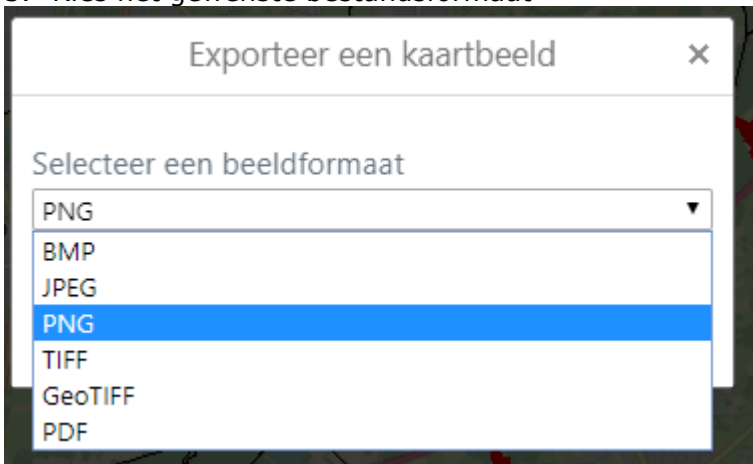 Exporteer een kaartbeeld ×
Selecteer een beeldformaat
PNG
BMP
JPEG
PNG
TIFF
GeoTIFF
PDF